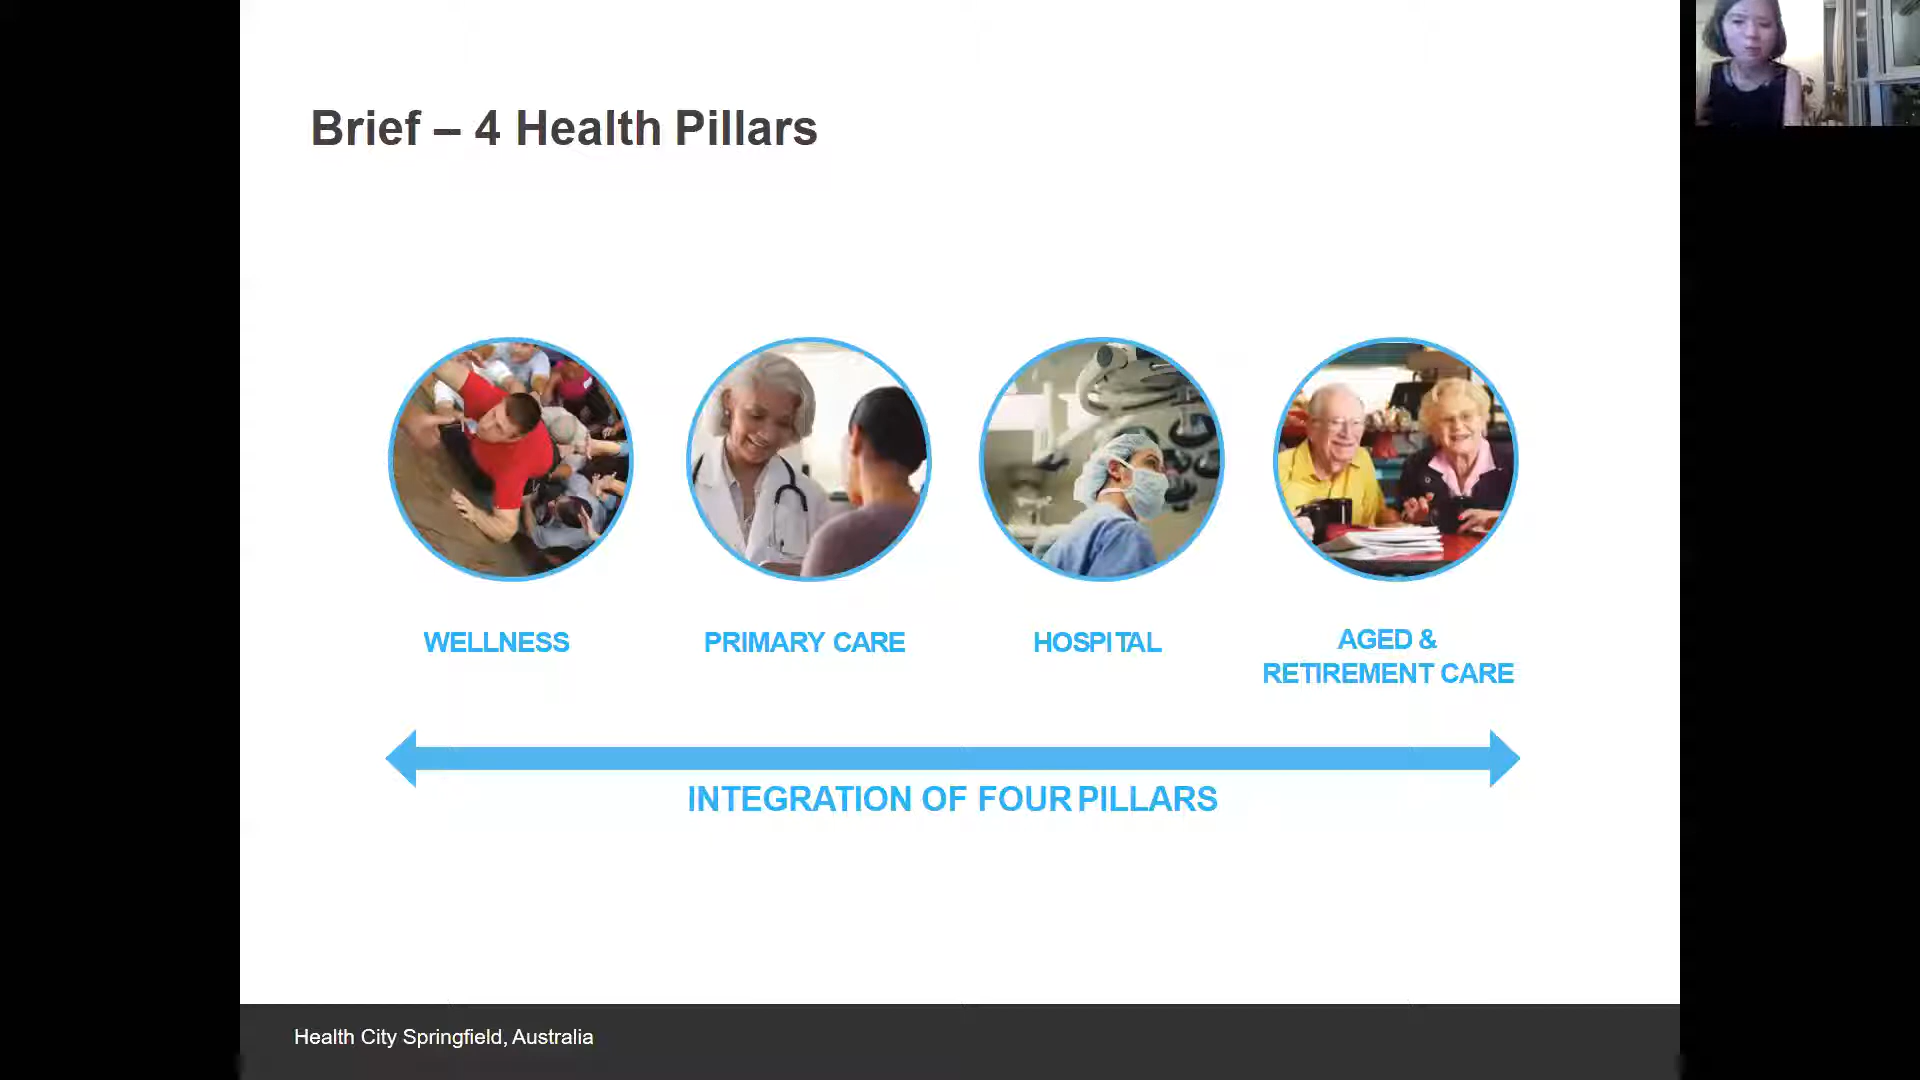 Brief – 4 Health Pillars
WELLNESS
PRIMARY CARE
HOSPITAL
AGED &
RETIREMENT CARE
INTEGRATION OF FOUR PILLARS
Health City Springfield, Australia